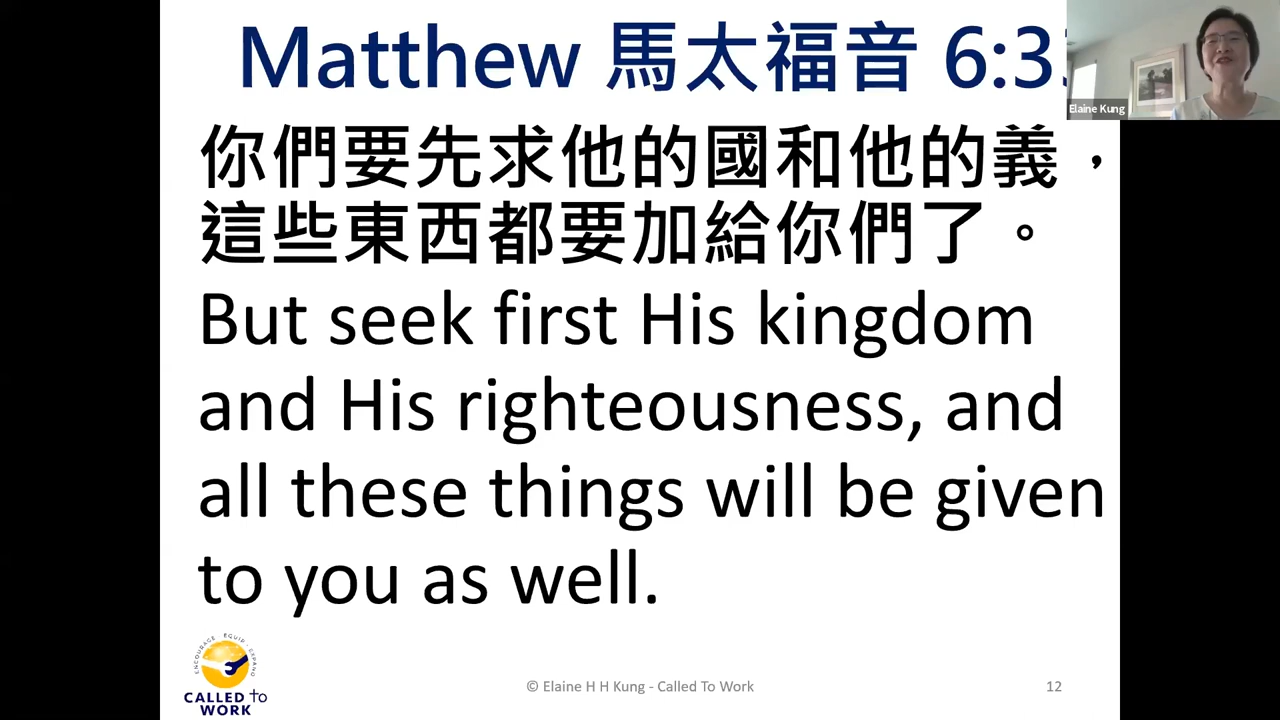 Matthew 馬太福音 6:33
Elaine Kung
你們要先求他的國和他的義，
這些東西都要加給你們了。
But seek first His kingdom
and His righteousness, and
all these things will be given
to you as well.
ENCOURAGE · EQUIP · EXPAND
CALLED TO
WORK
© Elaine H H Kung - Called To Work
12